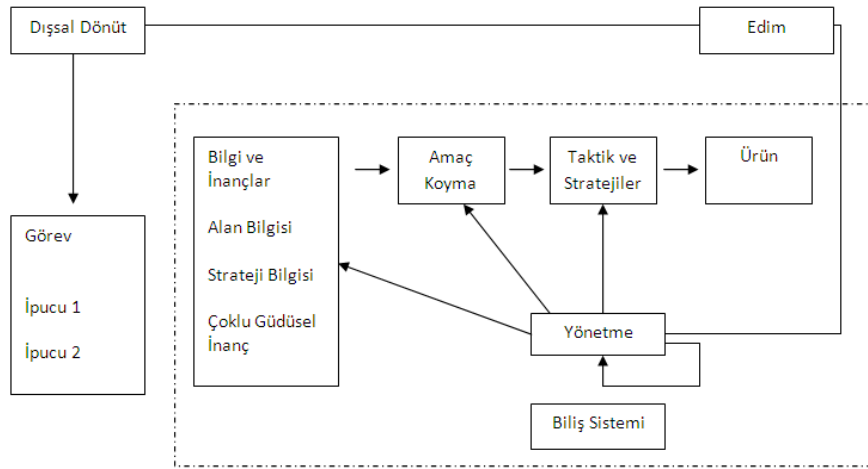 Dışsal Dönüt
Edim
Bilgi ve
İnançlar
Alan Bilgisi
Strateji Bilgisi
Çoklu Güdüsel
İnanç
Amaç
Koyma
Taktik ve
Stratejiler
Ürün
Görev
İpucu 1
İpucu 2
Yönetme
Biliş Sistemi